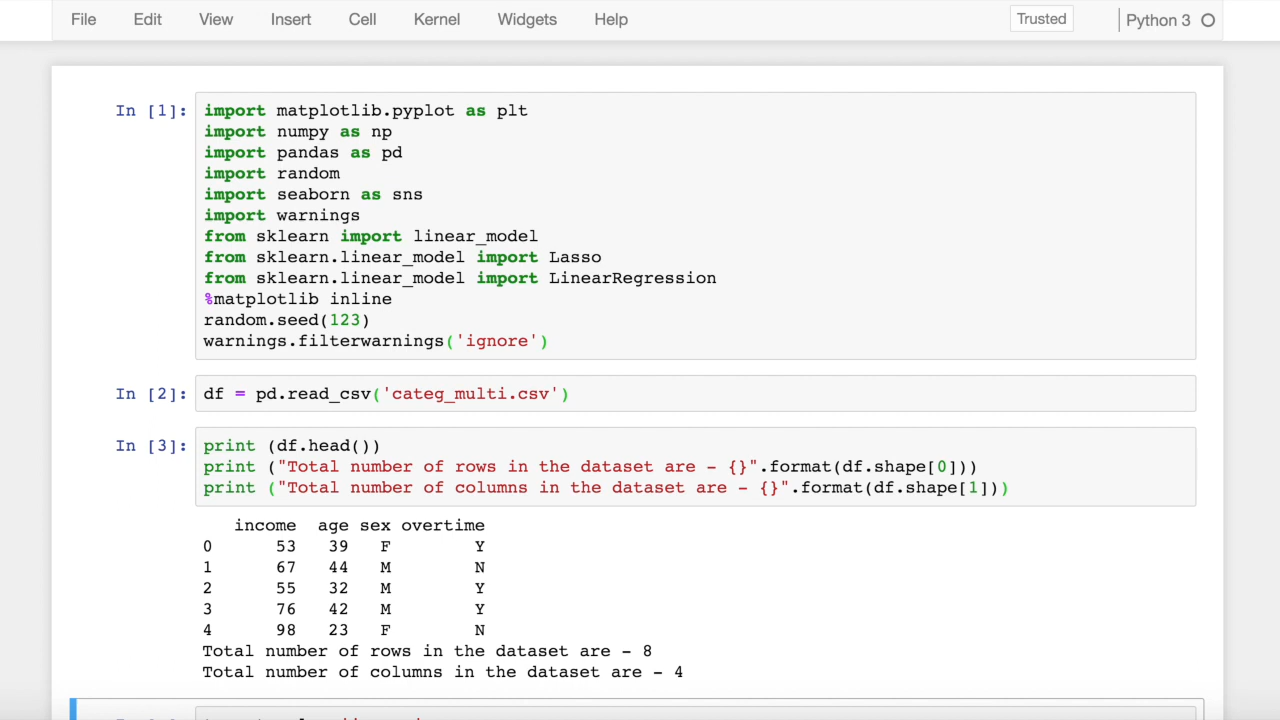 File Edit View Insert Cell Kernel Widgets Help Trusted Python 3
In [1]: import matplotlib.pyplot as plt
import numpy as np
import pandas as pd
import random
import seaborn as sns
import warnings
from sklearn import linear_model
from sklearn.linear_model import Lasso
from sklearn.linear_model import LinearRegression
%matplotlib inline
random.seed(123)
warnings.filterwarnings('ignore')
In [2]: df = pd.read_csv('categ_multi.csv')
In [3]: print (df.head())
print ("Total number of rows in the dataset are - {}".format(df.shape[0]))
print ("Total number of columns in the dataset are - {}".format(df.shape[1]))
income age sex overtime
0 53 39 F Y
1 67 44 M N
2 55 32 M Y
3 76 42 M Y
4 98 23 F N
Total number of rows in the dataset are - 8
Total number of columns in the dataset are - 4